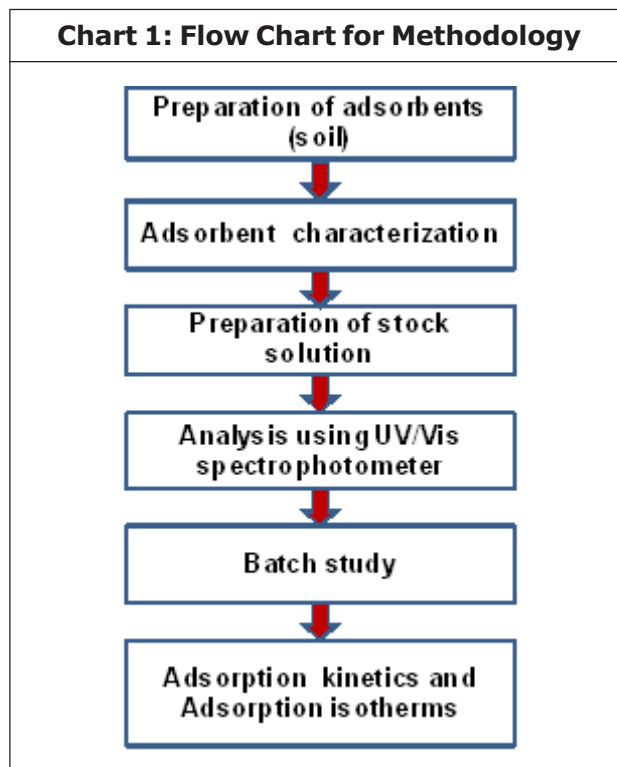 Chart 1: Flow Chart for Methodology
Preparation of adsorbents
(soil)
Adsorbent characterization
Preparation of stock
solution
Analysis using UV/Vis
spectrophotometer
Batch study
Adsorption kinetics and
Adsorption isotherms